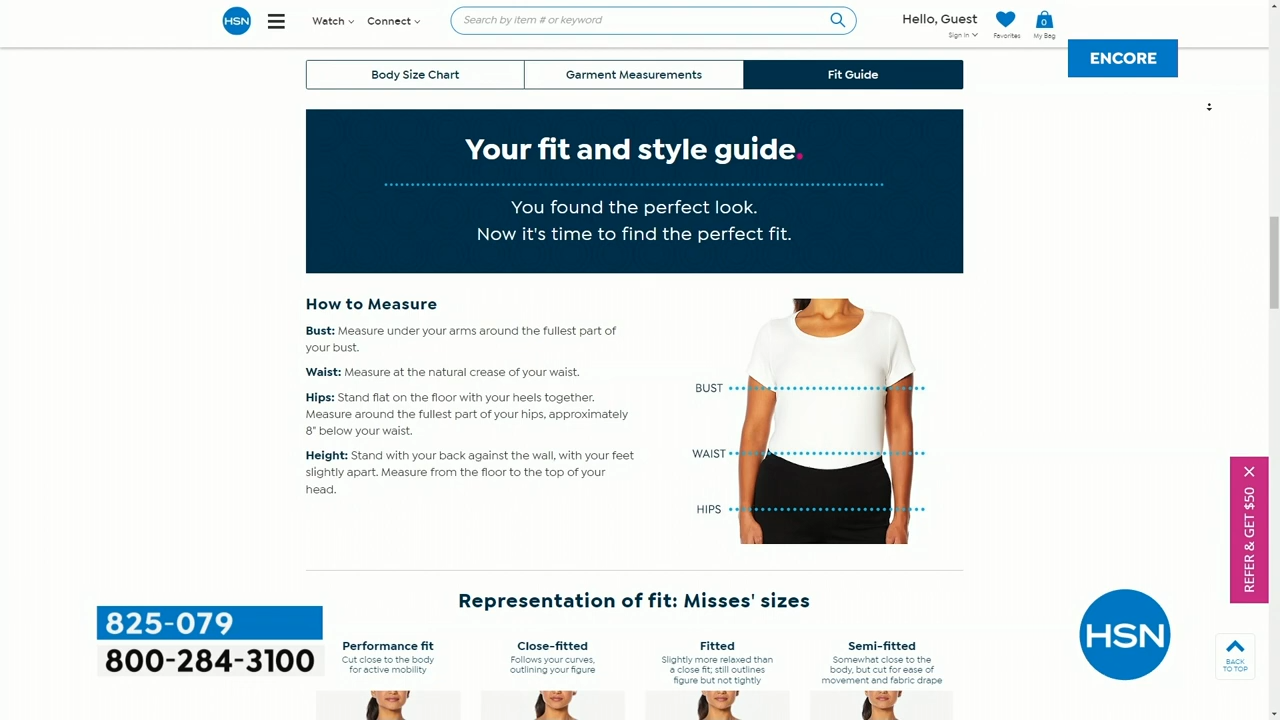 HSN
Watch
Connect
Search by item # or keyword
Hello, Guest
Sign In
Favorites
0
My Bag
ENCORE
Body Size Chart
Garment Measurements
Fit Guide
Your fit and style guide.
You found the perfect look.
Now it's time to find the perfect fit.
How to Measure
Bust: Measure under your arms around the fullest part of
your bust.
Waist: Measure at the natural crease of your waist.
Hips: Stand flat on the floor with your heels together.
Measure around the fullest part of your hips, approximately
8" below your waist.
Height: Stand with your back against the wall, with your feet
slightly apart. Measure from the floor to the top of your
head.
BUST
WAIST
HIPS
REFER & GET $50
Representation of fit: Misses' sizes
Performance fit
Cut close to the body
for active mobility
Close-fitted
Follows your curves,
outlining your figure
Fitted
Slightly more relaxed than
a close fit; still outlines
figure but not tightly
Semi-fitted
Somewhat close to the
body, but cut for ease of
movement and fabric drape
825-079
800-284-3100
HSN
BACK
TO TOP